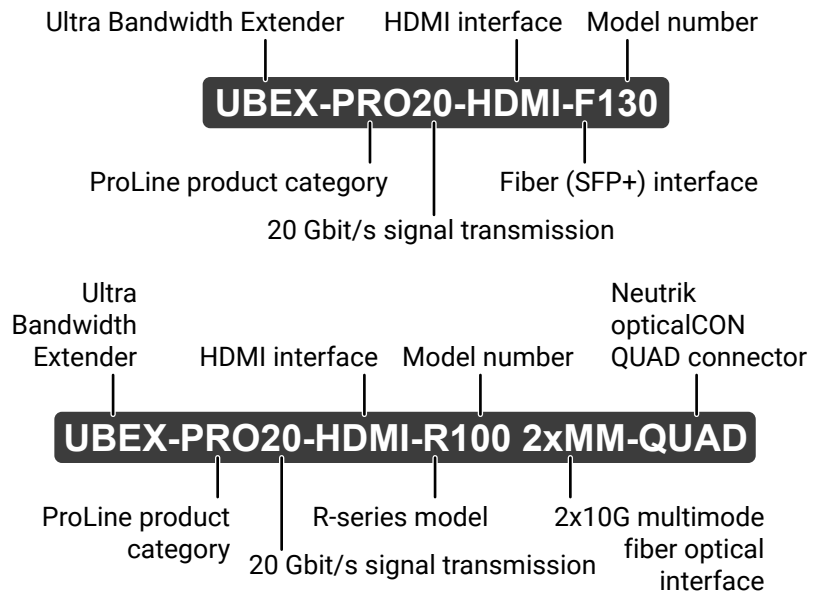 Ultra Bandwidth Extender HDMI interface Model number
UBEX-PRO20-HDMI-F130
ProLine product category Fiber (SFP+) interface
20 Gbit/s signal transmission
Ultra
Bandwidth
Extender
HDMI interface
Model number
Neutrik
opticalCON
QUAD connector
UBEX-PRO20-HDMI-R100 2xMM-QUAD
ProLine product
category
20 Gbit/s signal transmission
R-series model
2x10G multimode
fiber optical
interface